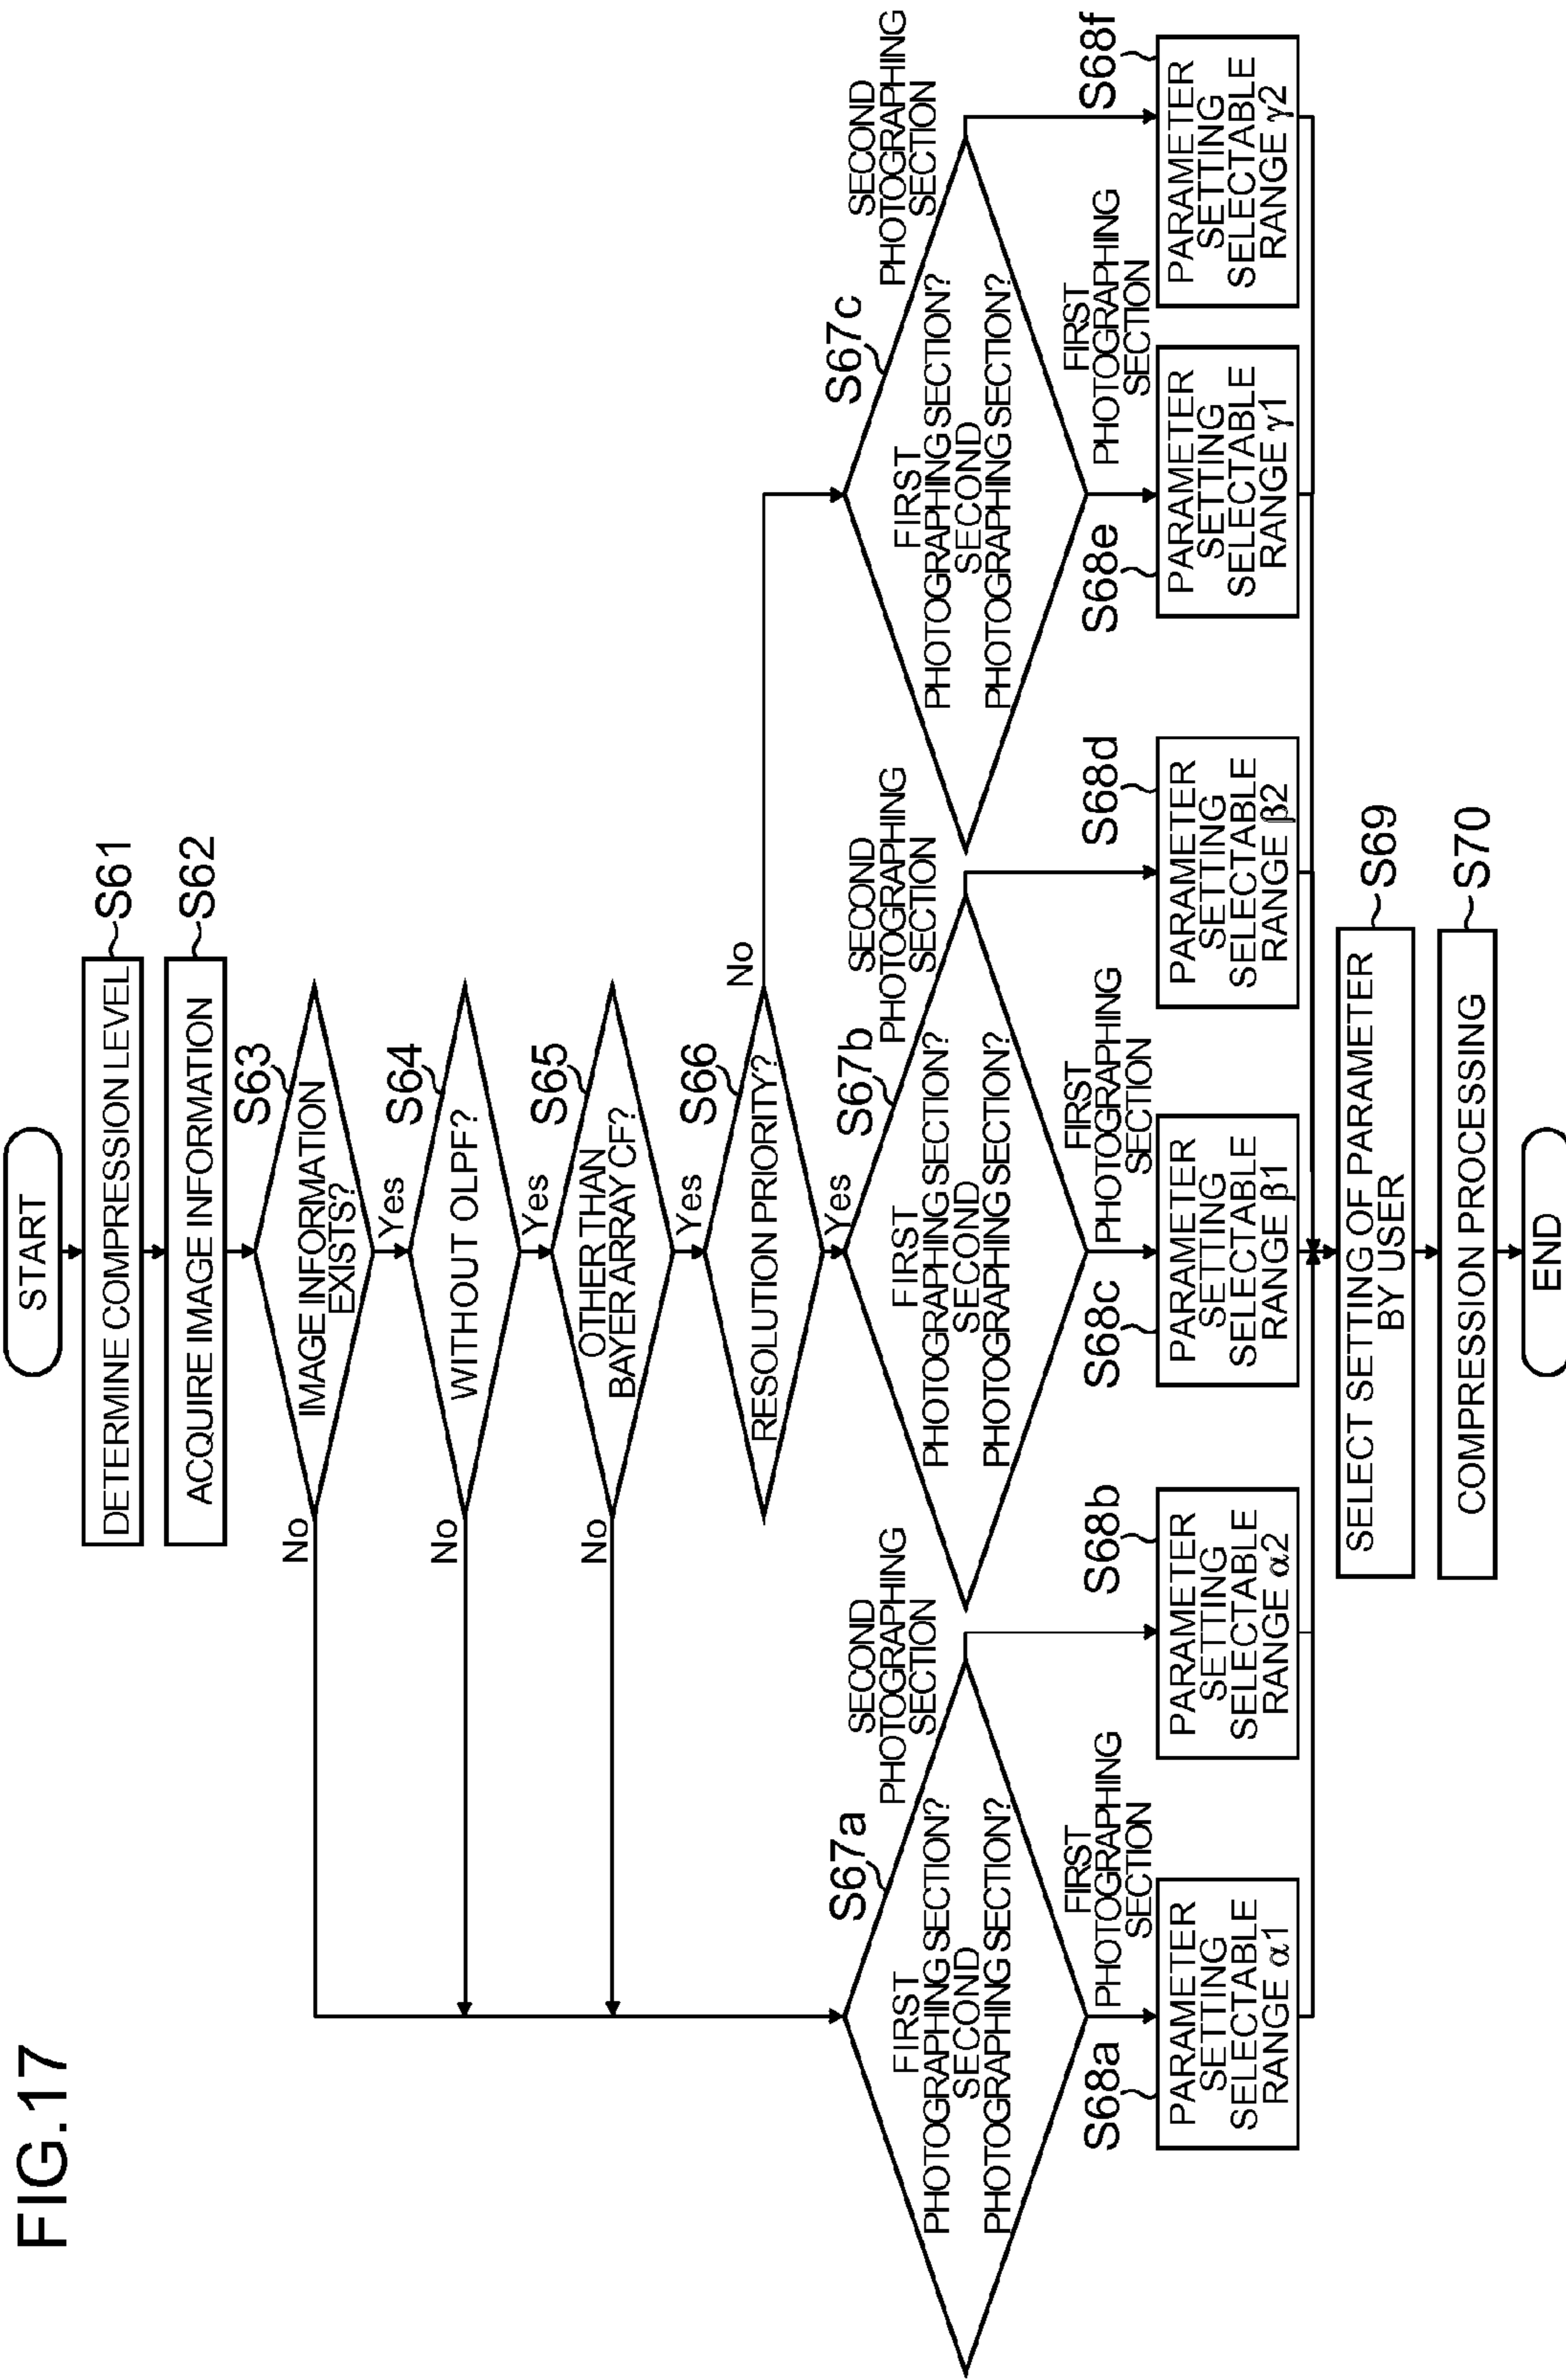 FIG.17
START
DETERMINE COMPRESSION LEVEL
S61
ACQUIRE IMAGE INFORMATION
S62
S63
IMAGE INFORMATION
EXISTS?
No
Yes
S64
WITHOUT OLPF?
No
Yes
S65
OTHER THAN
BAYER ARRAY CF?
No
Yes
S66
RESOLUTION PRIORITY?
No
Yes
S67a
FIRST
PHOTOGRAPHING SECTION?
SECOND
PHOTOGRAPHING SECTION?
SECOND
PHOTOGRAPHING
SECTION
FIRST
PHOTOGRAPHING
SECTION
S67b
FIRST
PHOTOGRAPHING SECTION?
SECOND
PHOTOGRAPHING SECTION?
SECOND
PHOTOGRAPHING
SECTION
FIRST
PHOTOGRAPHING
SECTION
S67c
FIRST
PHOTOGRAPHING SECTION?
SECOND
PHOTOGRAPHING SECTION?
SECOND
PHOTOGRAPHING
SECTION
FIRST
PHOTOGRAPHING
SECTION
S68a
PARAMETER
SETTING
SELECTABLE
RANGE α1
S68b
PARAMETER
SETTING
SELECTABLE
RANGE α2
S68c
PARAMETER
SETTING
SELECTABLE
RANGE β1
S68d
PARAMETER
SETTING
SELECTABLE
RANGE β2
S68e
PARAMETER
SETTING
SELECTABLE
RANGE γ1
S68f
PARAMETER
SETTING
SELECTABLE
RANGE γ2
SELECT SETTING OF PARAMETER
BY USER
S69
COMPRESSION PROCESSING
S70
END